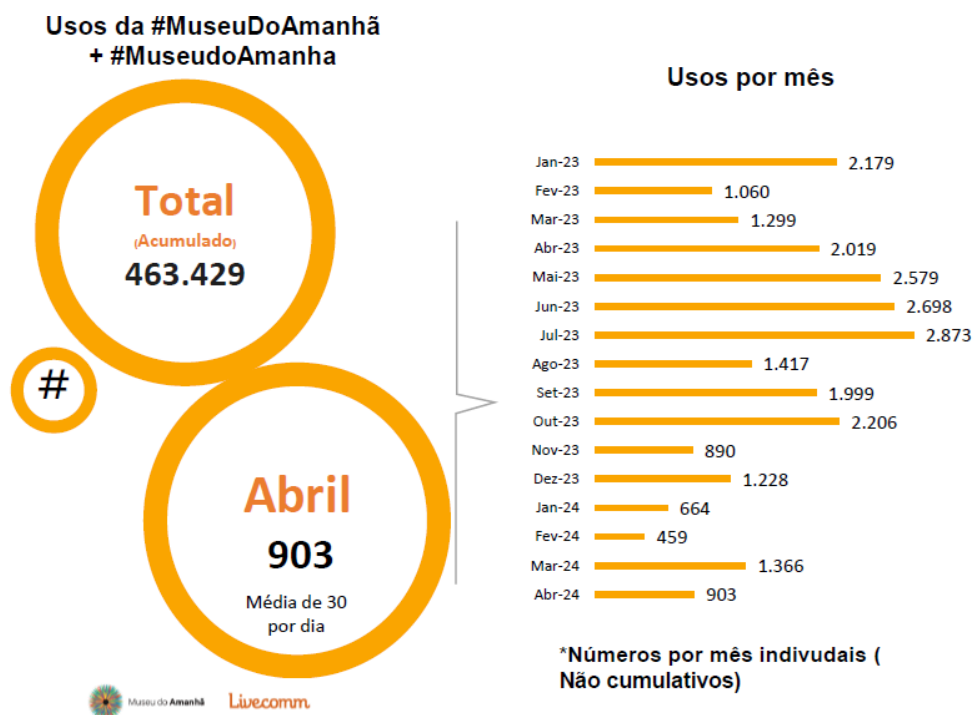 Usos da #MuseuDoAmanhã
+ #MuseudoAmanha
Total
(Acumulado)
463.429
#
Abril
903
Média de 30
por dia
Usos por mês
Jan-23 2.179
Fev-23 1.060
Mar-23 1.299
Abr-23 2.019
Mai-23 2.579
Jun-23 2.698
Jul-23 2.873
Ago-23 1.417
Set-23 1.999
Out-23 2.206
Nov-23 890
Dez-23 1.228
Jan-24 664
Fev-24 459
Mar-24 1.366
Abr-24 903
*Números por mês indivudais (
Não cumulativos)
Museu do Amanhã
Livecomm